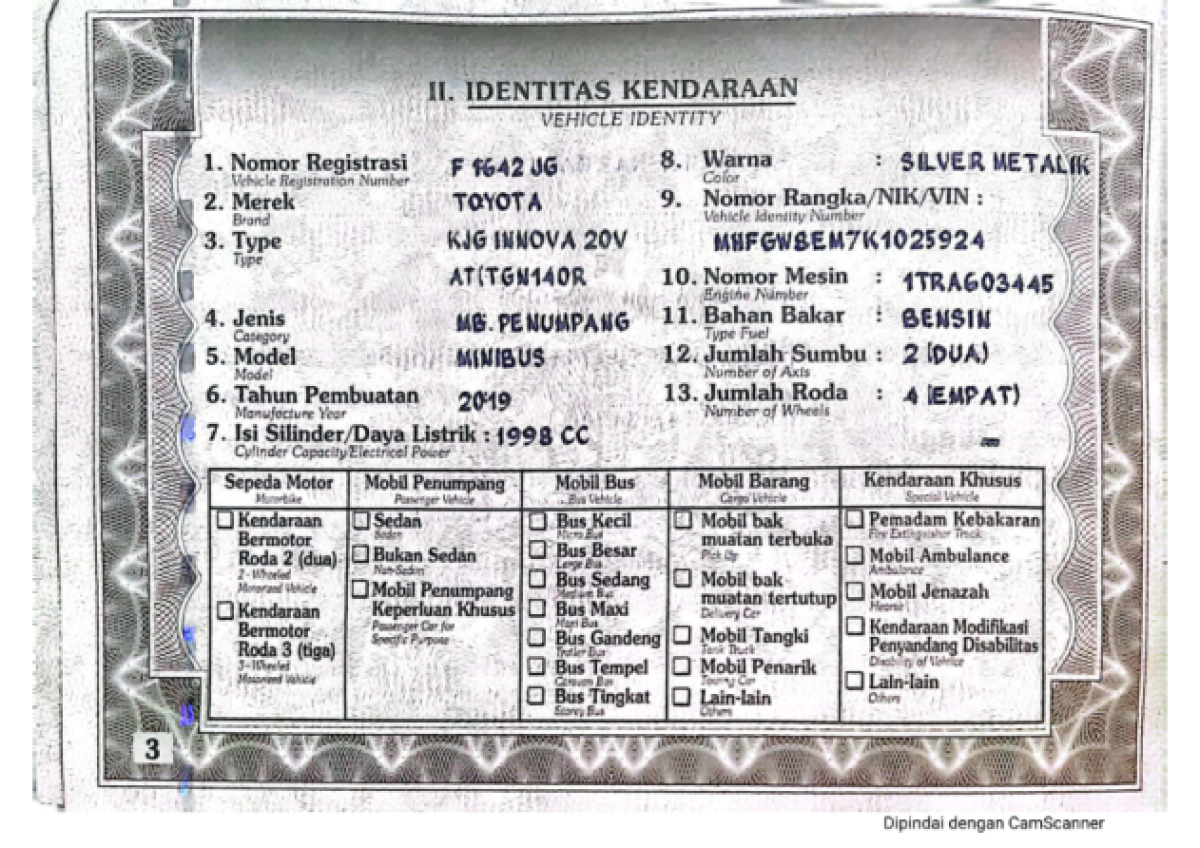 II. IDENTITAS KENDARAAN
VEHICLE IDENTITY
1. Nomor Registrasi F 1642 JG
Vehicle Registration Number
2. Merek TOYOTA
Brand
3. Type KJG INNOVA 20V
Type
AT(TGN140R
4. Jenis MB. PENUMPANG
Category
5. Model MINIBUS
Model
6. Tahun Pembuatan 2019
Manufacture Year
7. Isi Silinder/Daya Listrik : 1998 CC
Cylinder Capacity/Electrical Power
8. Warna : SILVER METALIK
Color
9. Nomor Rangka/NIK/VIN :
Vehicle Identity Number
MHFGW8EM7K1025924
10. Nomor Mesin : 1TRA603445
Engine Number
11. Bahan Bakar : BENSIN
Type Fuel
12. Jumlah Sumbu : 2 (DUA)
Number of Axis
13. Jumlah Roda : 4 (EMPAT)
Number of Wheels
Sepeda Motor
Motorbike
Kendaraan
Bermotor
Roda 2 (dua)
2 - Wheeled
Motorized Vehicle
Kendaraan
Bermotor
Roda 3 (tiga)
3 - Wheeled
Motorized Vehicle
Mobil Penumpang
Passenger Vehicle
Sedan
Sedan
Bukan Sedan
Non-Sedan
Mobil Penumpang
Keperluan Khusus
Passenger Car for
Specific Purpose
Mobil Bus
Bus Vehicle
Bus Kecil
Micro Bus
Bus Besar
Large Bus
Bus Sedang
Medium Bus
Bus Maxi
Maxi Bus
Bus Gandeng
Trailer Bus
Bus Tempel
Caravan Bus
Bus Tingkat
Storey Bus
Mobil Barang
Cargo Vehicle
Mobil bak
muatan terbuka
Pick Up
Mobil bak
muatan tertutup
Delivery Car
Mobil Tangki
Tank Truck
Mobil Penarik
Towing Car
Lain-lain
Others
Kendaraan Khusus
Special Vehicle
Pemadam Kebakaran
Fire Extinguisher Truck
Mobil Ambulance
Ambulance
Mobil Jenazah
Hearse
Kendaraan Modifikasi
Penyandang Disabilitas
Disability of Vehicle
Lain-lain
Others
3
Dipindai dengan CamScanner